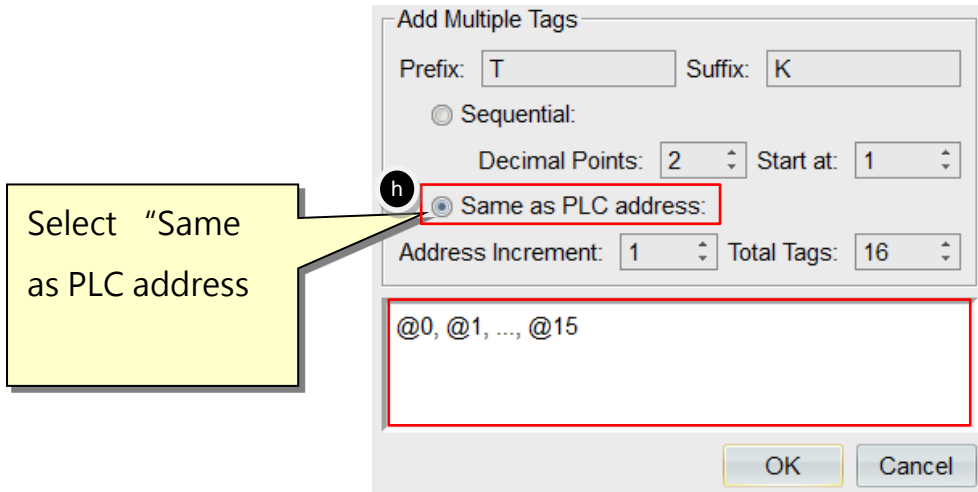 Add Multiple Tags
Prefix: T Suffix: K
Sequential:
Decimal Points: 2 Start at: 1
h
Same as PLC address:
Select “Same
as PLC address
Address Increment: 1 Total Tags: 16
@0, @1, ..., @15
OK Cancel